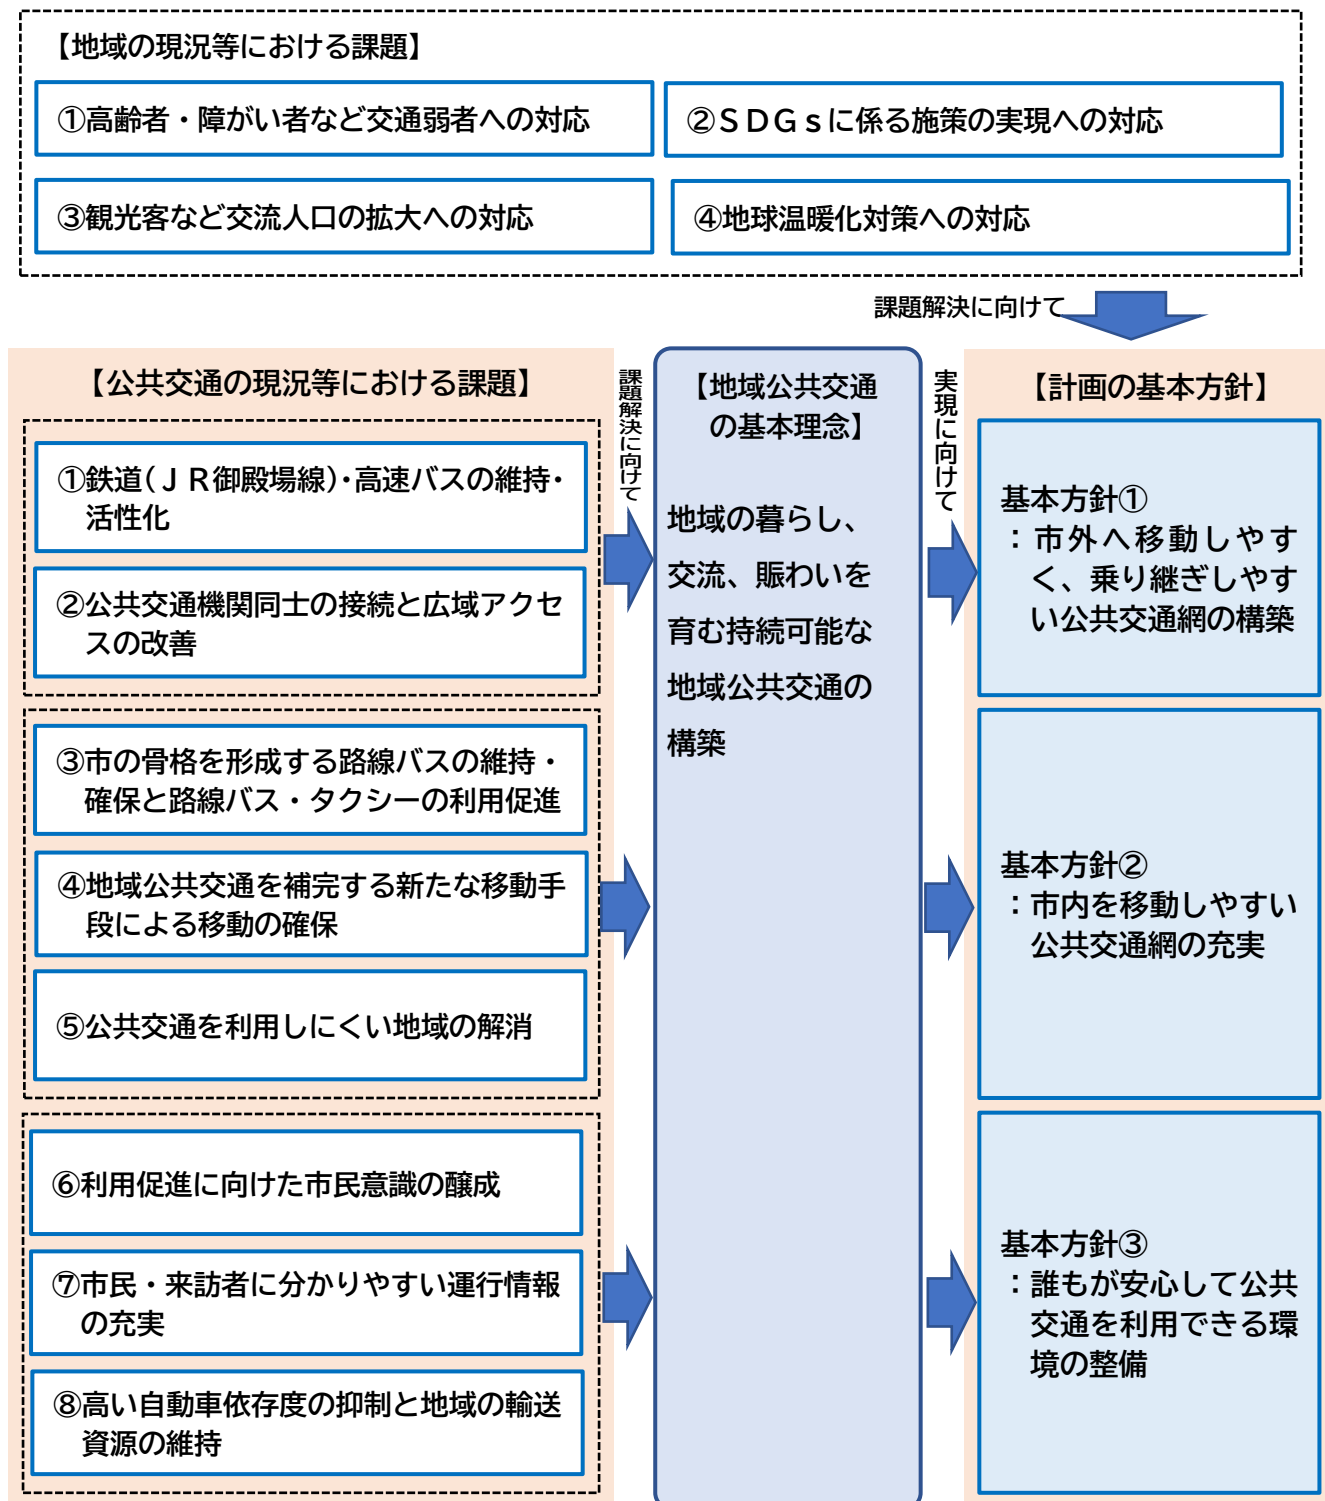 【地域の現況等における課題】
①高齢者・障がい者など交通弱者への対応
②ＳＤＧｓに係る施策の実現への対応
③観光客など交流人口の拡大への対応
④地球温暖化対策への対応
課題解決に向けて
【公共交通の現況等における課題】
①鉄道(ＪＲ御殿場線)・高速バスの維持・
活性化
②公共交通機関同士の接続と広域アクセ
スの改善
③市の骨格を形成する路線バスの維持・
確保と路線バス・タクシーの利用促進
④地域公共交通を補完する新たな移動手
段による移動の確保
⑤公共交通を利用しにくい地域の解消
⑥利用促進に向けた市民意識の醸成
⑦市民・来訪者に分かりやすい運行情報
の充実
⑧高い自動車依存度の抑制と地域の輸送
資源の維持
課題解決に向けて
【地域公共交通
の基本理念】
地域の暮らし、
交流、賑わいを
育む持続可能な
地域公共交通の
構築
実現に向けて
【計画の基本方針】
基本方針①
：市外へ移動しやす
く、乗り継ぎしやす
い公共交通網の構築
基本方針②
：市内を移動しやすい
公共交通網の充実
基本方針③
：誰もが安心して公共
交通を利用できる環
境の整備